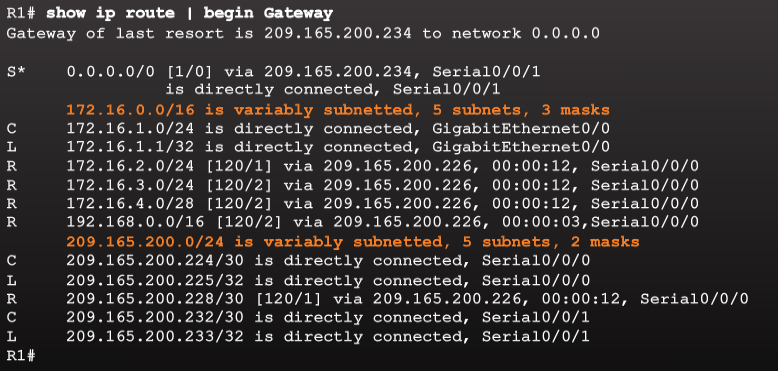 R1# show ip route | begin Gateway
Gateway of last resort is 209.165.200.234 to network 0.0.0.0
S* 0.0.0.0/0 [1/0] via 209.165.200.234, Serial0/0/1
is directly connected, Serial0/0/1
172.16.0.0/16 is variably subnetted, 5 subnets, 3 masks
C 172.16.1.0/24 is directly connected, GigabitEthernet0/0
L 172.16.1.1/32 is directly connected, GigabitEthernet0/0
R 172.16.2.0/24 [120/1] via 209.165.200.226, 00:00:12, Serial0/0/0
R 172.16.3.0/24 [120/2] via 209.165.200.226, 00:00:12, Serial0/0/0
R 172.16.4.0/28 [120/2] via 209.165.200.226, 00:00:12, Serial0/0/0
R 192.168.0.0/16 [120/2] via 209.165.200.226, 00:00:03,Serial0/0/0
209.165.200.0/24 is variably subnetted, 5 subnets, 2 masks
C 209.165.200.224/30 is directly connected, Serial0/0/0
L 209.165.200.225/32 is directly connected, Serial0/0/0
R 209.165.200.228/30 [120/1] via 209.165.200.226, 00:00:12, Serial0/0/0
C 209.165.200.232/30 is directly connected, Serial0/0/1
L 209.165.200.233/32 is directly connected, Serial0/0/1
R1#